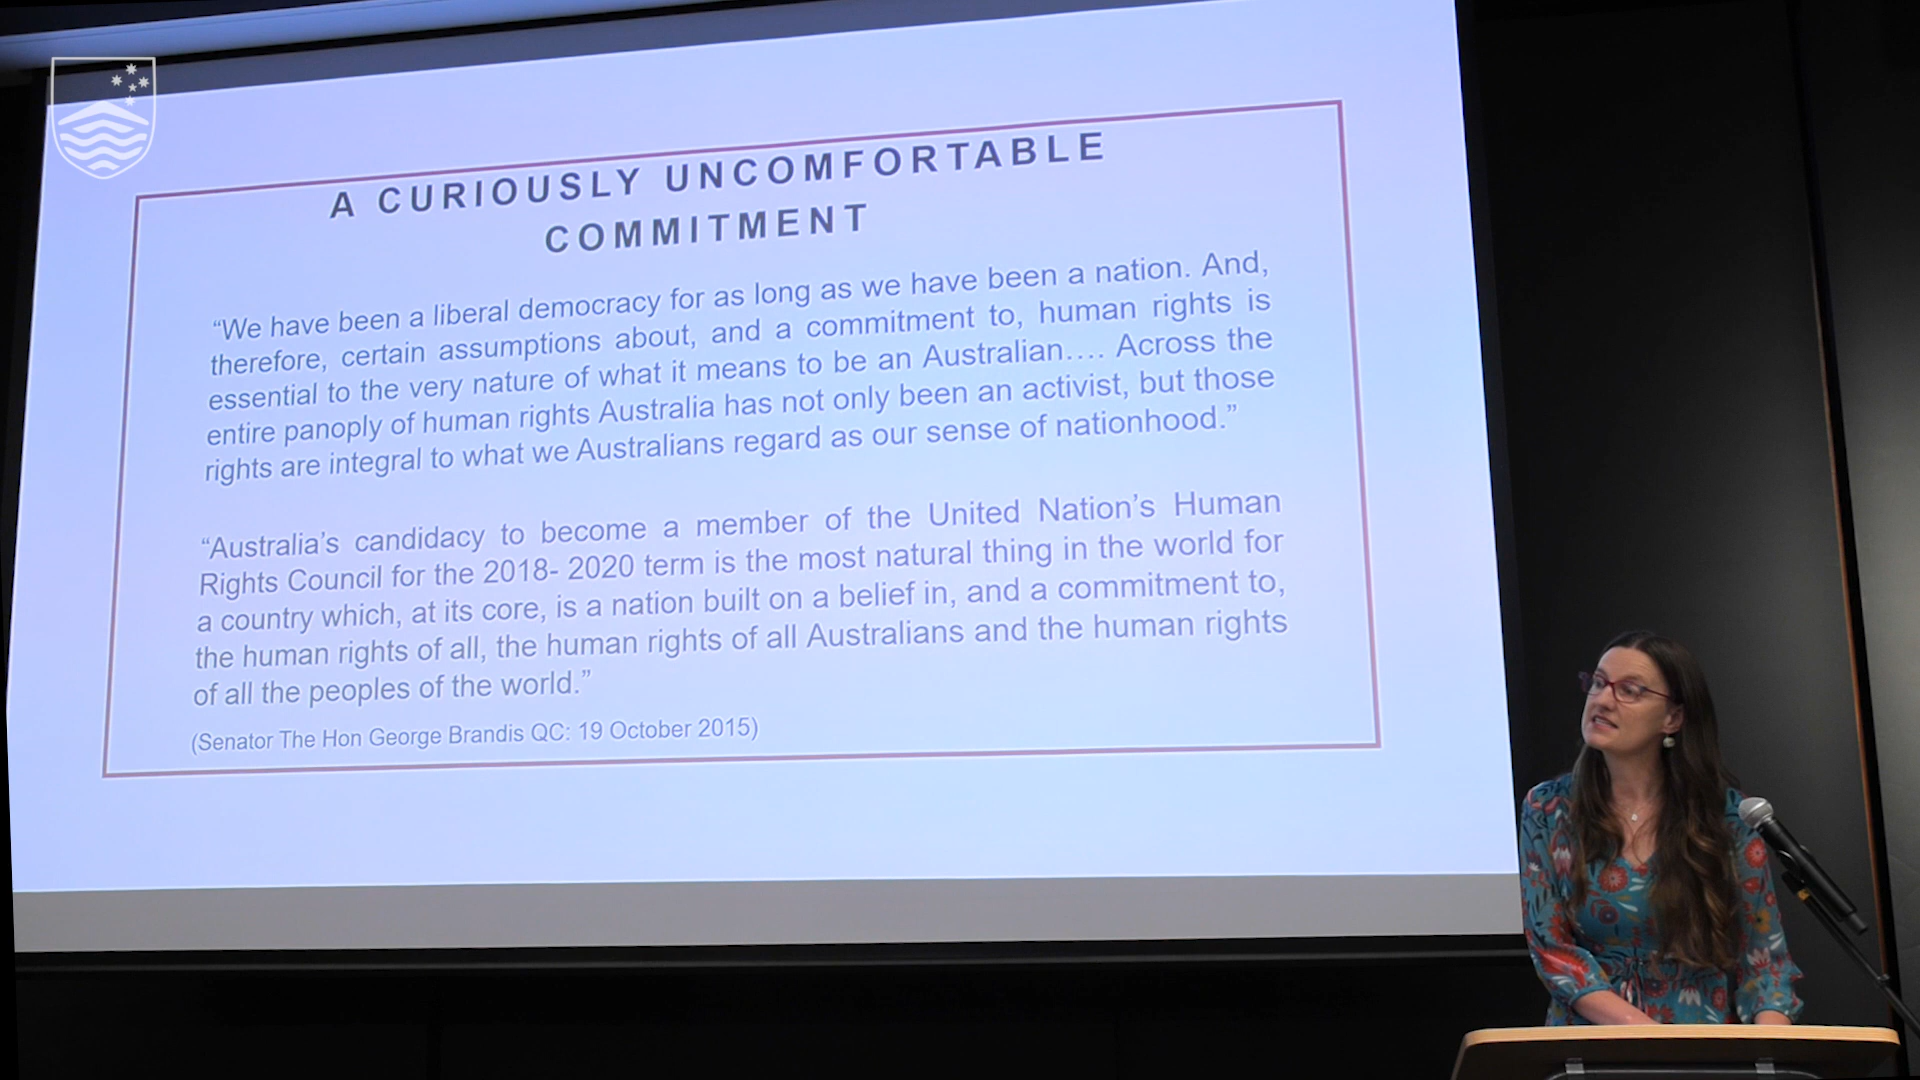 A CURIOUSLY UNCOMFORTABLE
COMMITMENT
“We have been a liberal democracy for as long as we have been a nation. And,
therefore, certain assumptions about, and a commitment to, human rights is
essential to the very nature of what it means to be an Australian…. Across the
entire panoply of human rights Australia has not only been an activist, but those
rights are integral to what we Australians regard as our sense of nationhood.”
“Australia’s candidacy to become a member of the United Nation’s Human
Rights Council for the 2018- 2020 term is the most natural thing in the world for
a country which, at its core, is a nation built on a belief in, and a commitment to,
the human rights of all, the human rights of all Australians and the human rights
of all the peoples of the world.”
(Senator The Hon George Brandis QC: 19 October 2015)